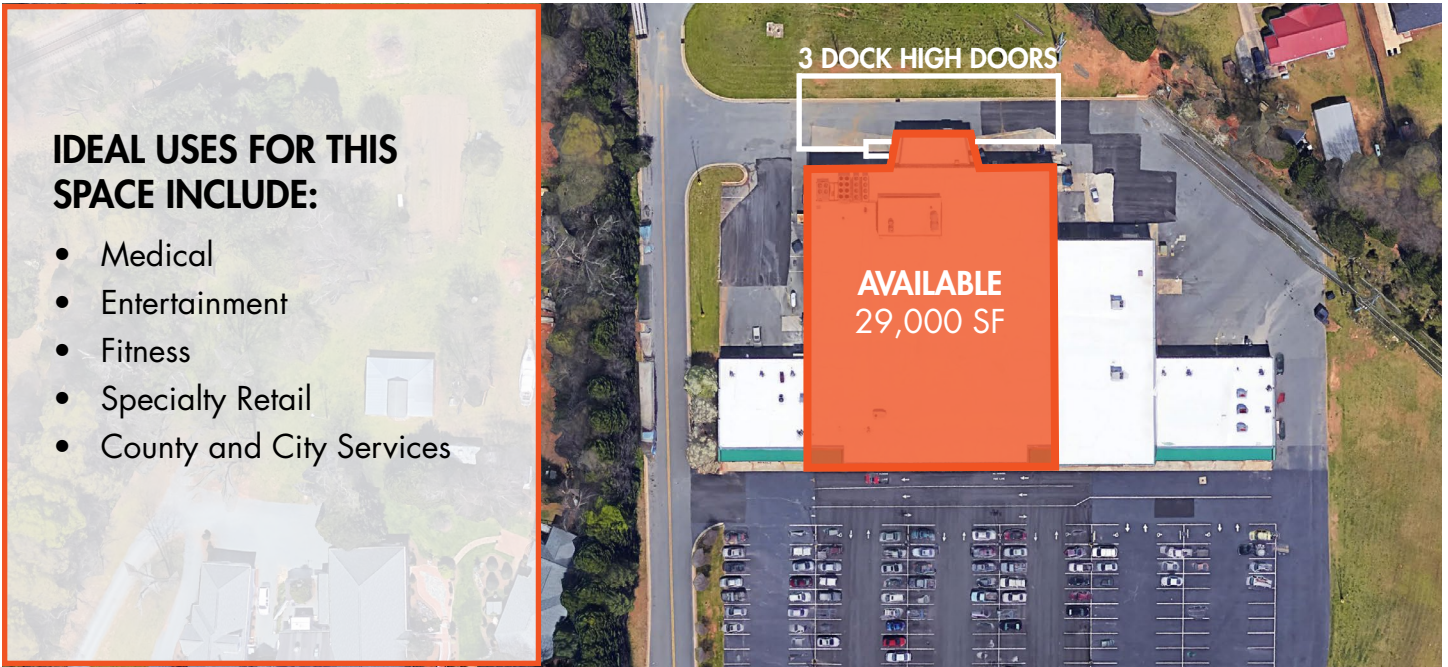 IDEAL USES FOR THIS
SPACE INCLUDE:
• Medical
• Entertainment
• Fitness
• Specialty Retail
• County and City Services
3 DOCK HIGH DOORS
AVAILABLE
29,000 SF